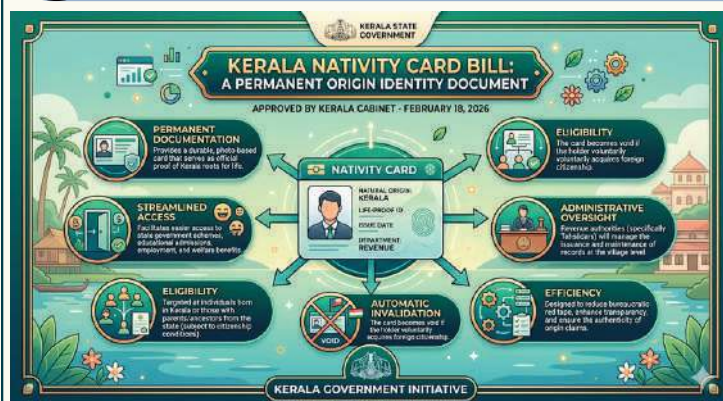 KERALA STATE
GOVERNMENT
KERALA NATIVITY CARD BILL:
A PERMANENT ORIGIN IDENTITY DOCUMENT
APPROVED BY KERALA CABINET - FEBRUARY 18, 2026
PERMANENT
DOCUMENTATION
Provides a durable, photo-based
card that serves as official
proof of Kerala roots for life.
STREAMLINED
ACCESS
Facilitates easier access to
state government schemes,
educational admissions,
employment, and welfare benefits.
ELIGIBILITY
Targeted at individuals born
in Kerala or those with
parents/ancestors from
the state (subject to citizenship
conditions).
NATIVITY CARD
NATURAL ORIGIN:
KERALA
LIFE-PROOF ID
ISSUE DATE
DEPARTMENT:
REVENUE
VOID
AUTOMATIC
INVALIDATION
The card becomes void if
the holder voluntarily
acquires foreign citizenship.
ELIGIBILITY
The card becomes void if
the holder voluntarily
voluntarily acquires foreign
citizenship.
ADMINISTRATIVE
OVERSIGHT
Revenue authorities (specifically
Tehsildars) will manage the
issuance and maintenance of
records at the village level
EFFICIENCY
Designed to reduce bureaucratic
red tape, enhance transparency,
and ensure the authenticity of
origin claims.
KERALA GOVERNMENT INITIATIVE